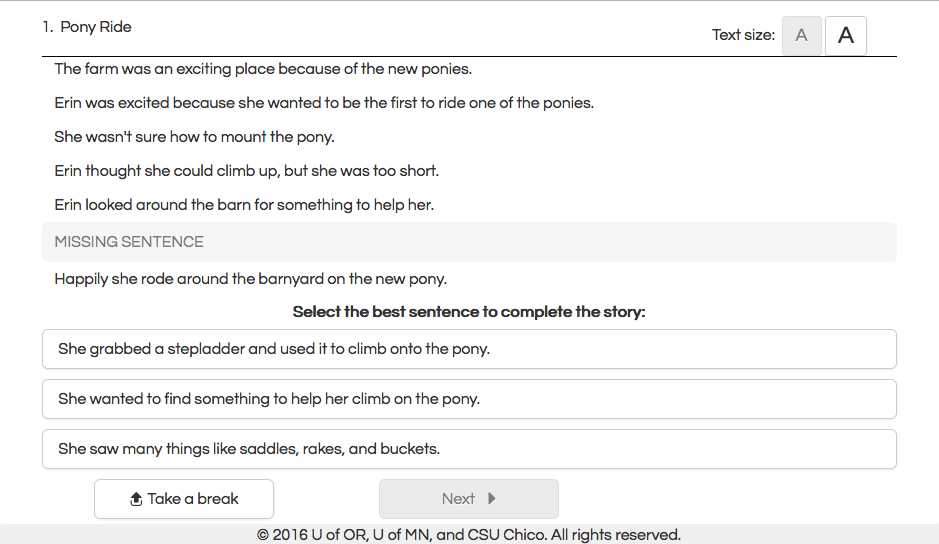 1. Pony Ride
Text size: A A
The farm was an exciting place because of the new ponies.
Erin was excited because she wanted to be the first to ride one of the ponies.
She wasn't sure how to mount the pony.
Erin thought she could climb up, but she was too short.
Erin looked around the barn for something to help her.
MISSING SENTENCE
Happily she rode around the barnyard on the new pony.
Select the best sentence to complete the story:
She grabbed a stepladder and used it to climb onto the pony.
She wanted to find something to help her climb on the pony.
She saw many things like saddles, rakes, and buckets.
Take a break
Next
© 2016 U of OR, U of MN, and CSU Chico. All rights reserved.